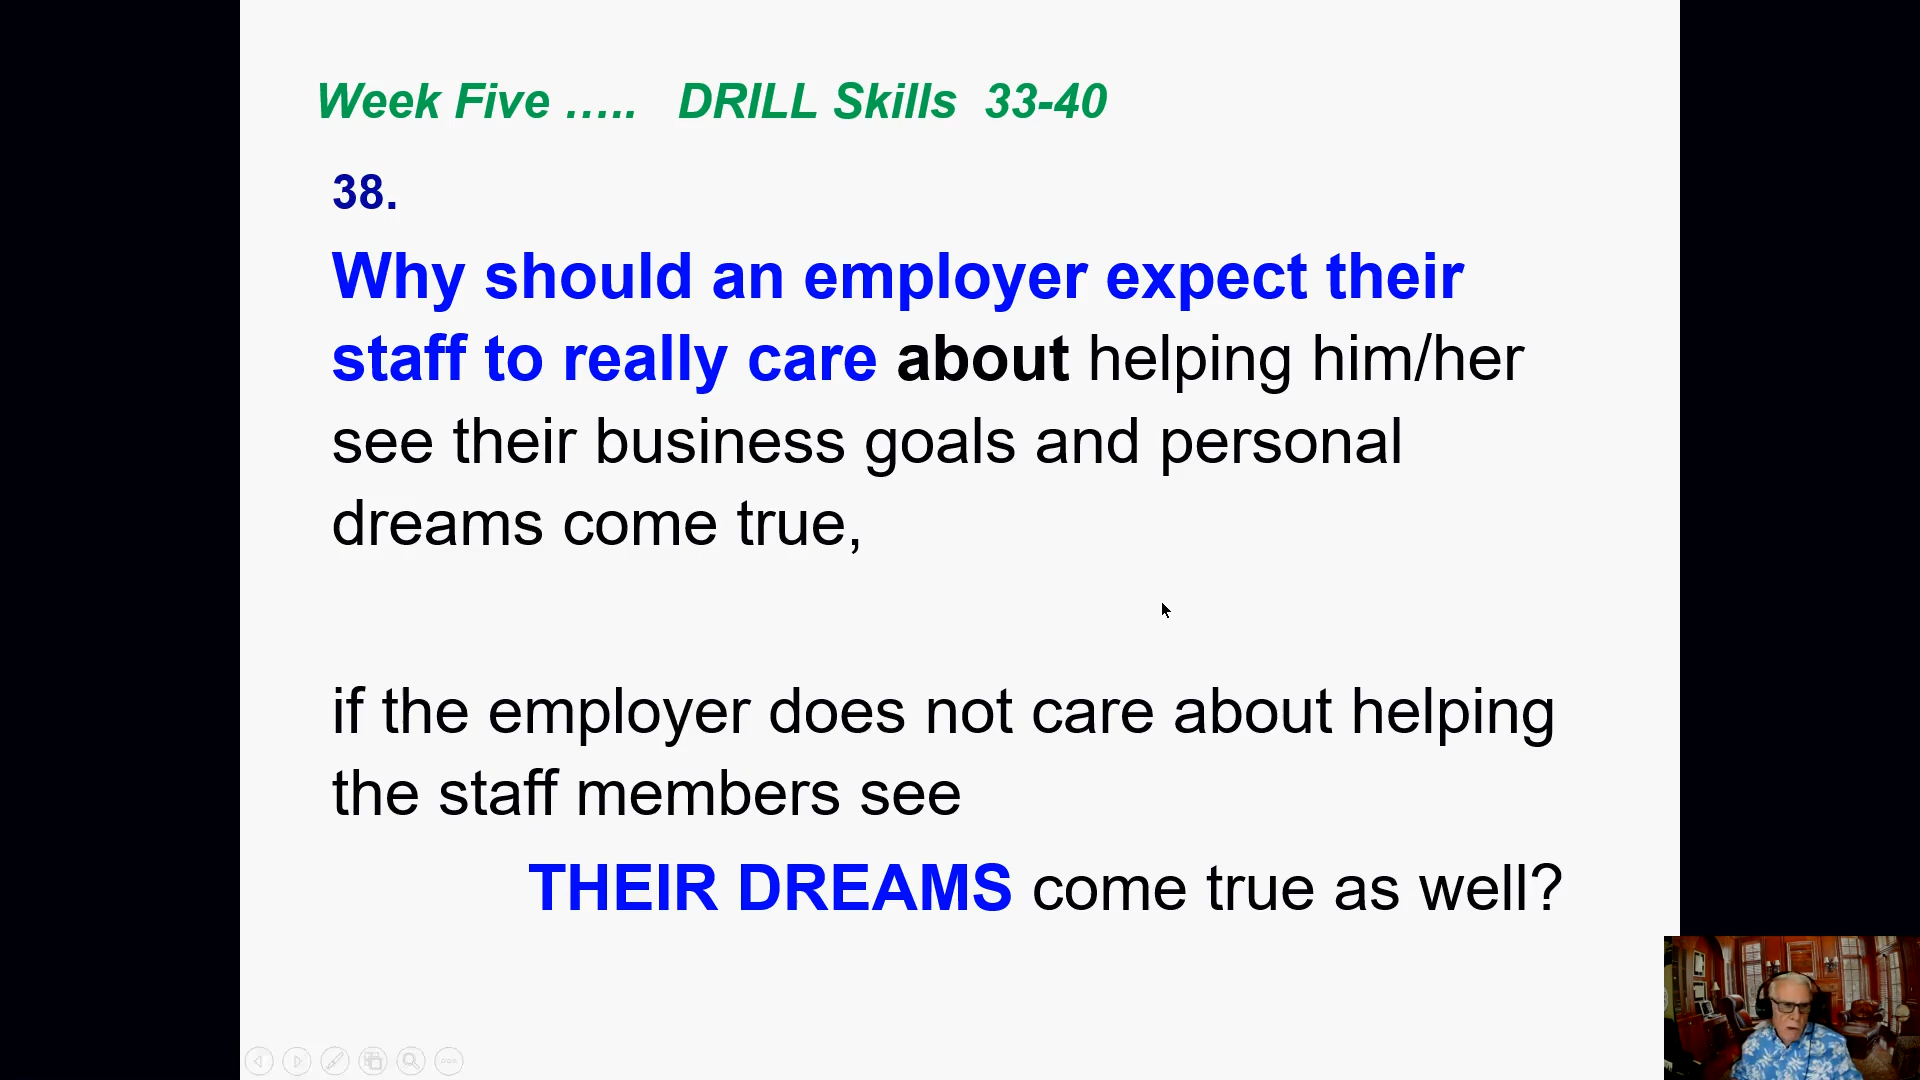 Week Five ..... DRILL Skills 33-40
38.
Why should an employer expect their
staff to really care about helping him/her
see their business goals and personal
dreams come true,
if the employer does not care about helping
the staff members see
THEIR DREAMS come true as well?